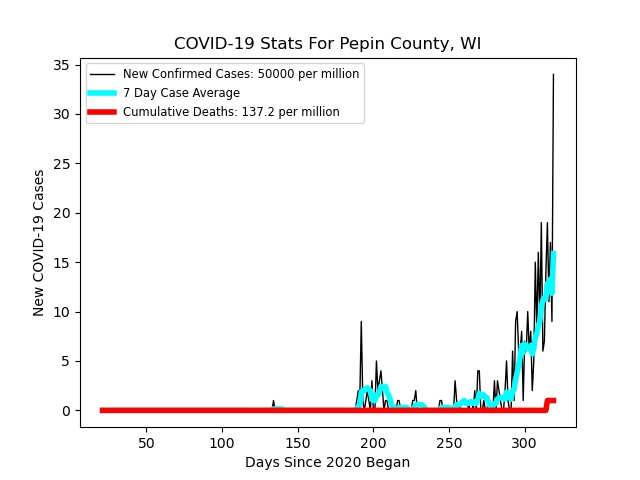 COVID-19 Stats For Pepin County, WI
New Confirmed Cases: 50000 per million
7 Day Case Average
Cumulative Deaths: 137.2 per million
New COVID-19 Cases
35
30
25
20
15
10
5
0
50 100 150 200 250 300
Days Since 2020 Began